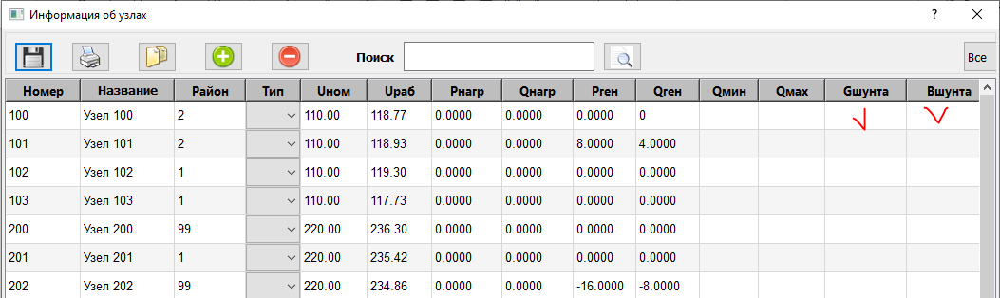 Информация об узлах
Поиск Все
Номер Название Район Тип Uном Uраб Pнагр Qнагр Pген Qген Qмин Qмах Gшунта Bшунта
100 Узел 100 2 110.00 118.77 0.0000 0.0000 0.0000 0
101 Узел 101 2 110.00 118.93 0.0000 0.0000 8.0000 4.0000
102 Узел 102 1 110.00 119.30 0.0000 0.0000 0.0000 0.0000
103 Узел 103 1 110.00 117.73 0.0000 0.0000 0.0000 0.0000
200 Узел 200 99 220.00 236.30 0.0000 0.0000 0.0000 0.0000
201 Узел 201 1 220.00 235.42 0.0000 0.0000 0.0000 0.0000
202 Узел 202 99 220.00 234.86 0.0000 0.0000 -16.0000 -8.0000